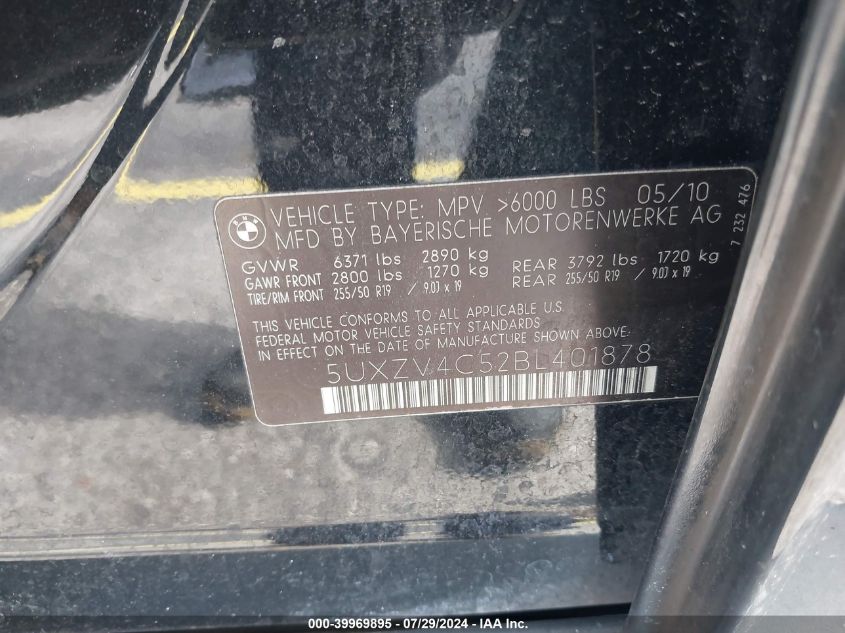 BMW
VEHICLE TYPE: MPV >6000 LBS 05/10
MFD BY BAYERISCHE MOTORENWERKE AG
GVWR 6371 lbs 2890 kg
GAWR FRONT 2800 lbs 1270 kg REAR 3792 lbs 1720 kg
TIRE/RIM FRONT 255/50 R19 / 9.0J x 19 REAR 255/50 R19 / 9.0J x 19
THIS VEHICLE CONFORMS TO ALL APPLICABLE U.S.
FEDERAL MOTOR VEHICLE SAFETY STANDARDS
IN EFFECT ON THE DATE OF MANUFACTURE SHOWN ABOVE.
5UXZV4C52BL401878
7 232 476
000-39969895 - 07/29/2024 - IAA Inc.